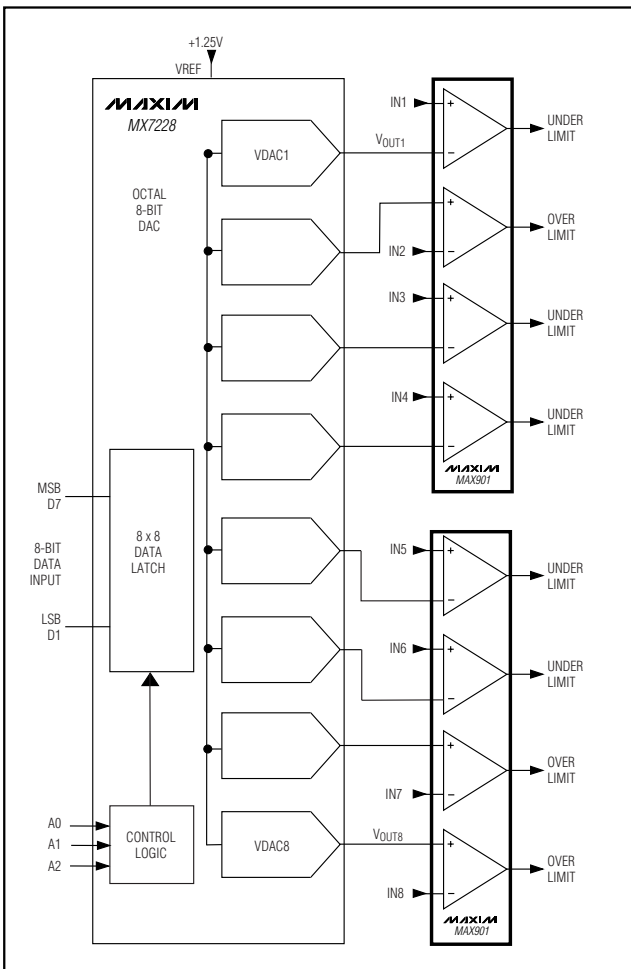 +1.25V
VREF
MAXIM
MX7228
OCTAL
8-BIT
DAC
VDAC1
VOUT1
IN1
+
−
UNDER
LIMIT
+
IN2
−
OVER
LIMIT
IN3
+
−
UNDER
LIMIT
IN4
+
−
UNDER
LIMIT
MAXIM
MAX901
MSB
D7
8-BIT
DATA
INPUT
LSB
D1
8 x 8
DATA
LATCH
IN5
+
−
UNDER
LIMIT
IN6
+
−
UNDER
LIMIT
+
IN7
−
OVER
LIMIT
A0
A1
A2
CONTROL
LOGIC
VDAC8
VOUT8
+
IN8
−
OVER
LIMIT
MAXIM
MAX901